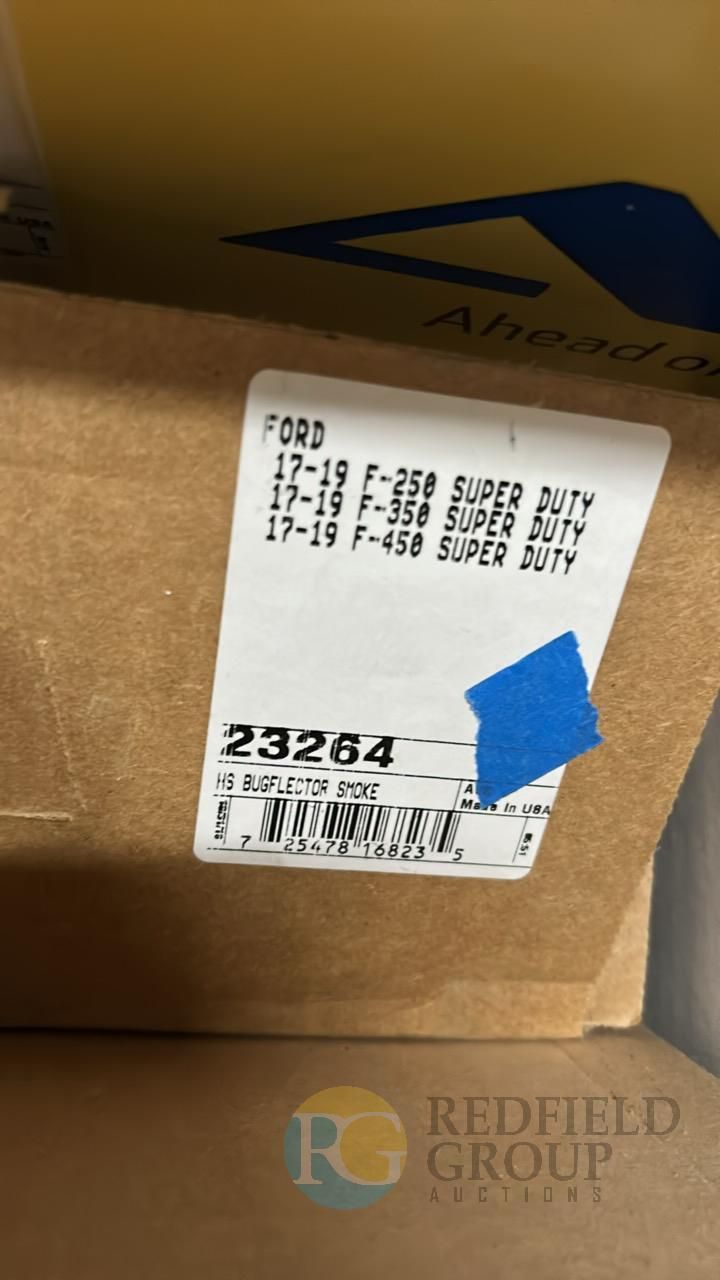 Ahead o
FORD
17-19 F-250 SUPER DUTY
17-19 F-350 SUPER DUTY
17-19 F-450 SUPER DUTY
23264
HS BUGFLECTOR SMOKE
Made In USA
7 25478 16823 5
RG REDFIELD
GROUP
AUCTIONS